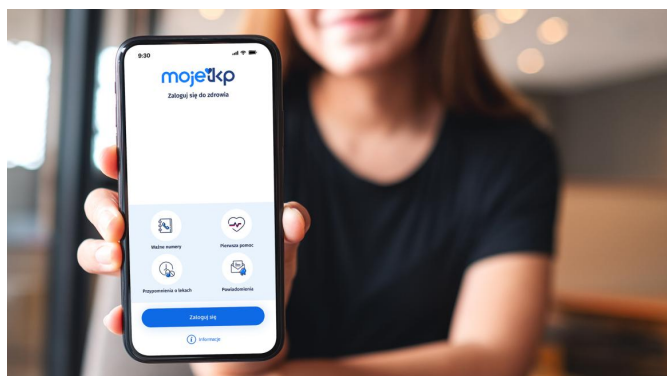 9:30
mojeikp
Zaloguj się do zdrowia
Ważne numery
Pierwsza pomoc
Przypomnienia o lekach
Powiadomienia
Zaloguj się
i Informacje